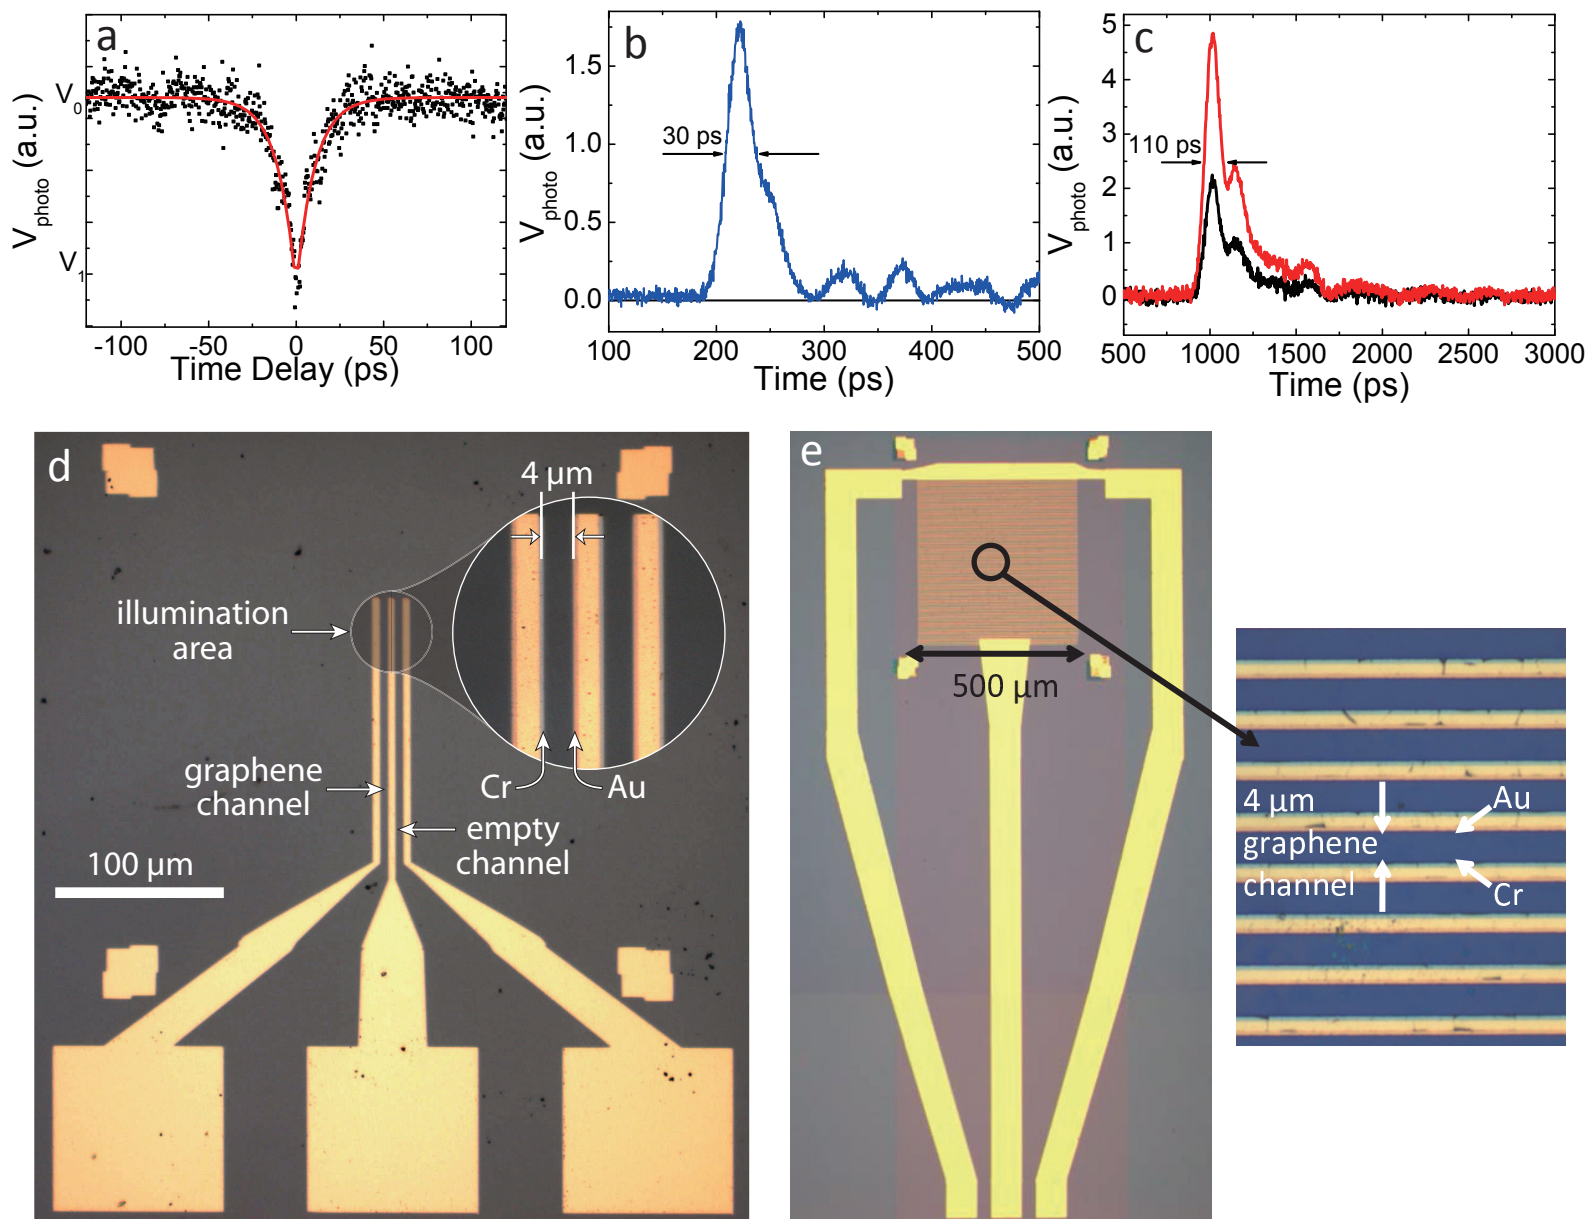 a
V0
V1
Vphoto (a.u.)
-100 -50 0 50 100
Time Delay (ps)
b
1.5
1.0
0.5
0.0
Vphoto (a.u.)
30 ps
100 200 300 400 500
Time (ps)
c
5
4
3
2
1
0
Vphoto (a.u.)
110 ps
500 1000 1500 2000 2500 3000
Time (ps)
d
4 µm
illumination
area
graphene
channel
Cr
Au
empty
channel
100 µm
e
500 µm
4 µm
graphene
channel
Au
Cr